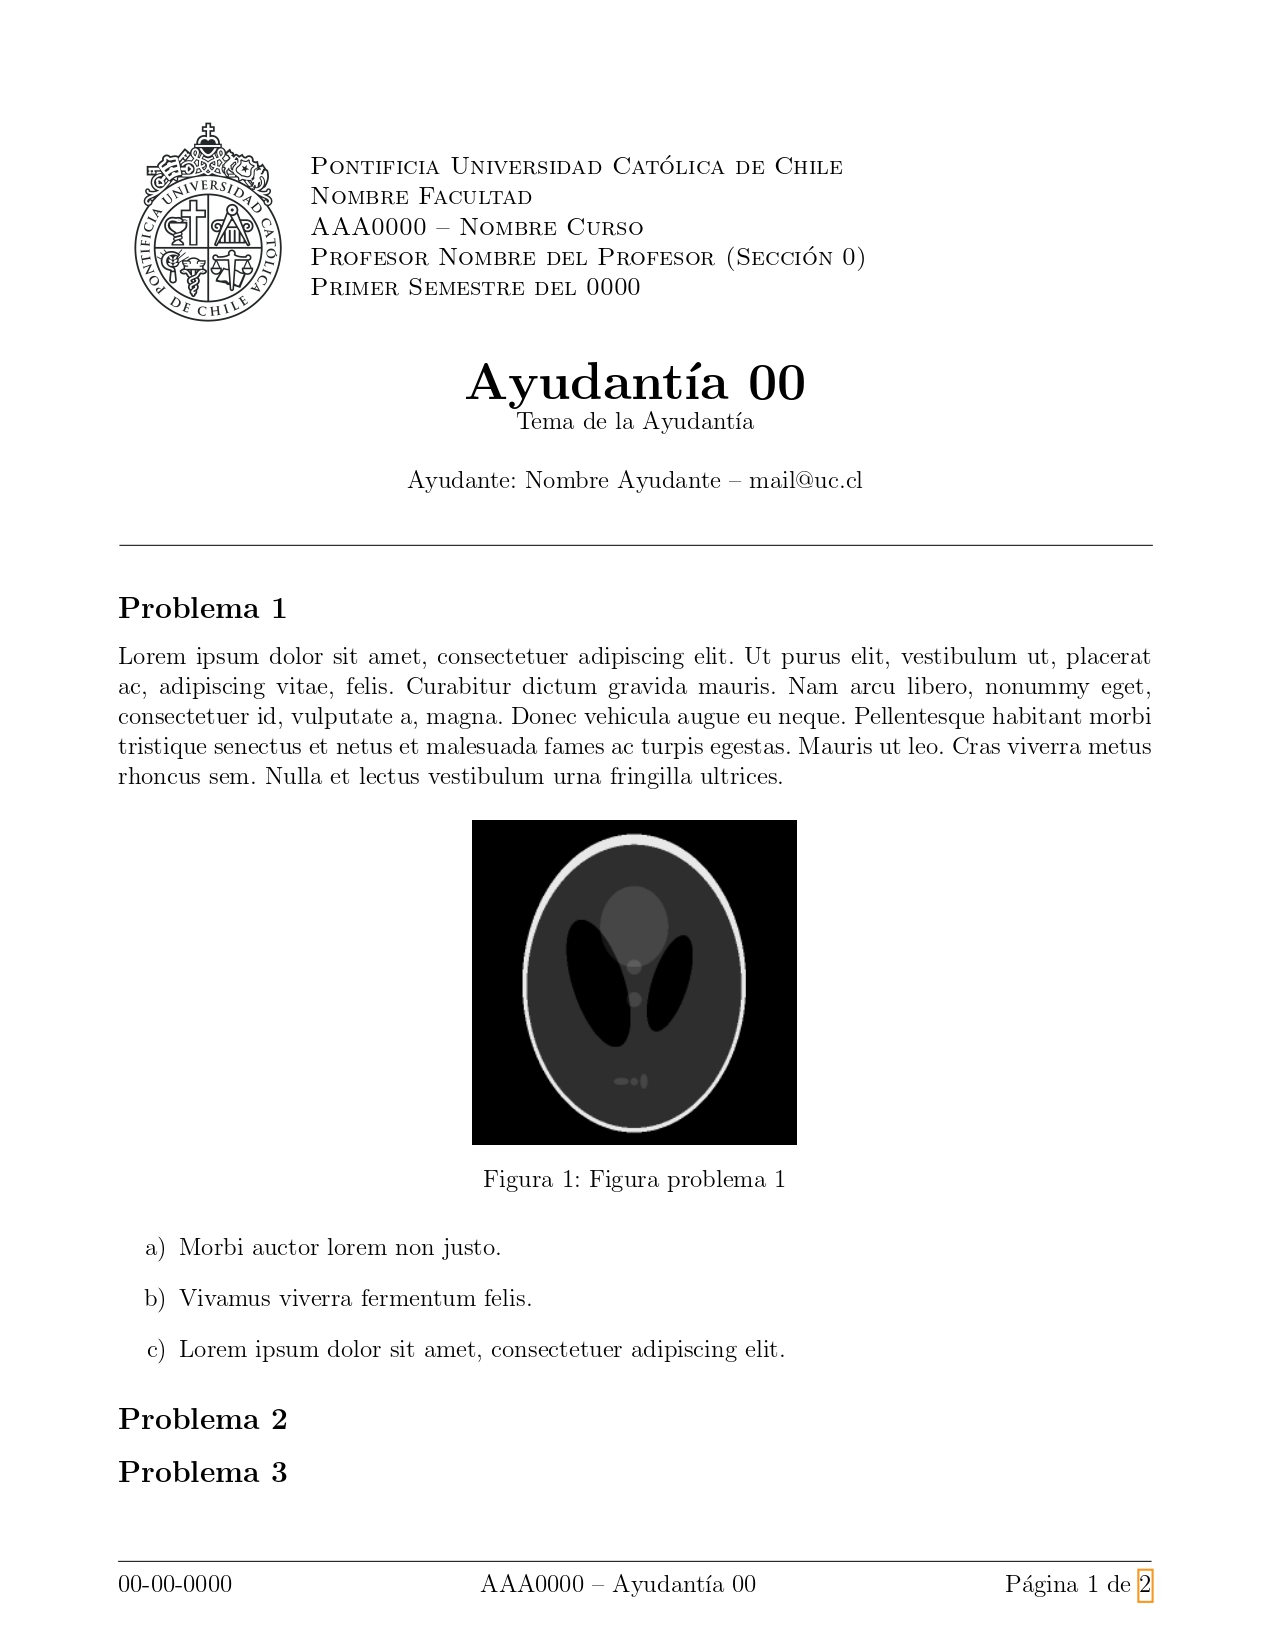 PONTIFICIA UNIVERSIDAD CATÓLICA DE CHILE
Pontificia Universidad Católica de Chile
Nombre Facultad
AAA0000 – Nombre Curso
Profesor Nombre del Profesor (Sección 0)
Primer Semestre del 0000
Ayudantía 00
Tema de la Ayudantía
Ayudante: Nombre Ayudante – mail@uc.cl
Problema 1
Lorem ipsum dolor sit amet, consectetuer adipiscing elit. Ut purus elit, vestibulum ut, placerat
ac, adipiscing vitae, felis. Curabitur dictum gravida mauris. Nam arcu libero, nonummy eget,
consectetuer id, vulputate a, magna. Donec vehicula augue eu neque. Pellentesque habitant morbi
tristique senectus et netus et malesuada fames ac turpis egestas. Mauris ut leo. Cras viverra metus
rhoncus sem. Nulla et lectus vestibulum urna fringilla ultrices.
Figura 1: Figura problema 1
a) Morbi auctor lorem non justo.
b) Vivamus viverra fermentum felis.
c) Lorem ipsum dolor sit amet, consectetuer adipiscing elit.
Problema 2
Problema 3
00-00-0000 AAA0000 – Ayudantía 00 Página 1 de 2